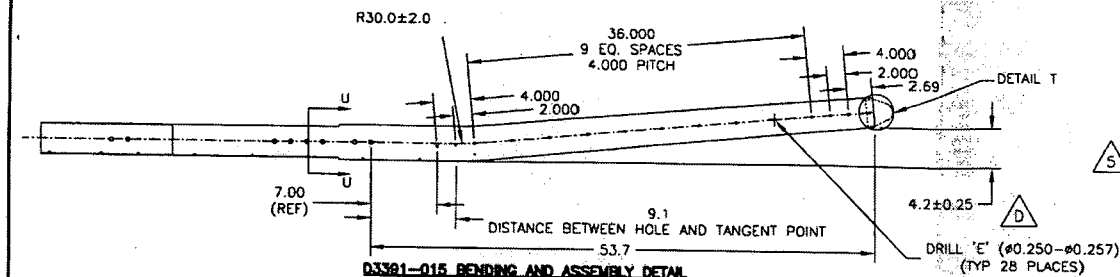 R30.0±2.0
36.000
9 EQ. SPACES
4.000 PITCH
4.000
2.000
2.69
DETAIL T
4.000
2.000
U
U
7.00
(REF)
9.1
DISTANCE BETWEEN HOLE AND TANGENT POINT
53.7
4.2±0.25
S
D
DRILL 'E' (ø0.250-ø0.257)
(TYP 28 PLACES)
D3391-015 BENDING AND ASSEMBLY DETAIL